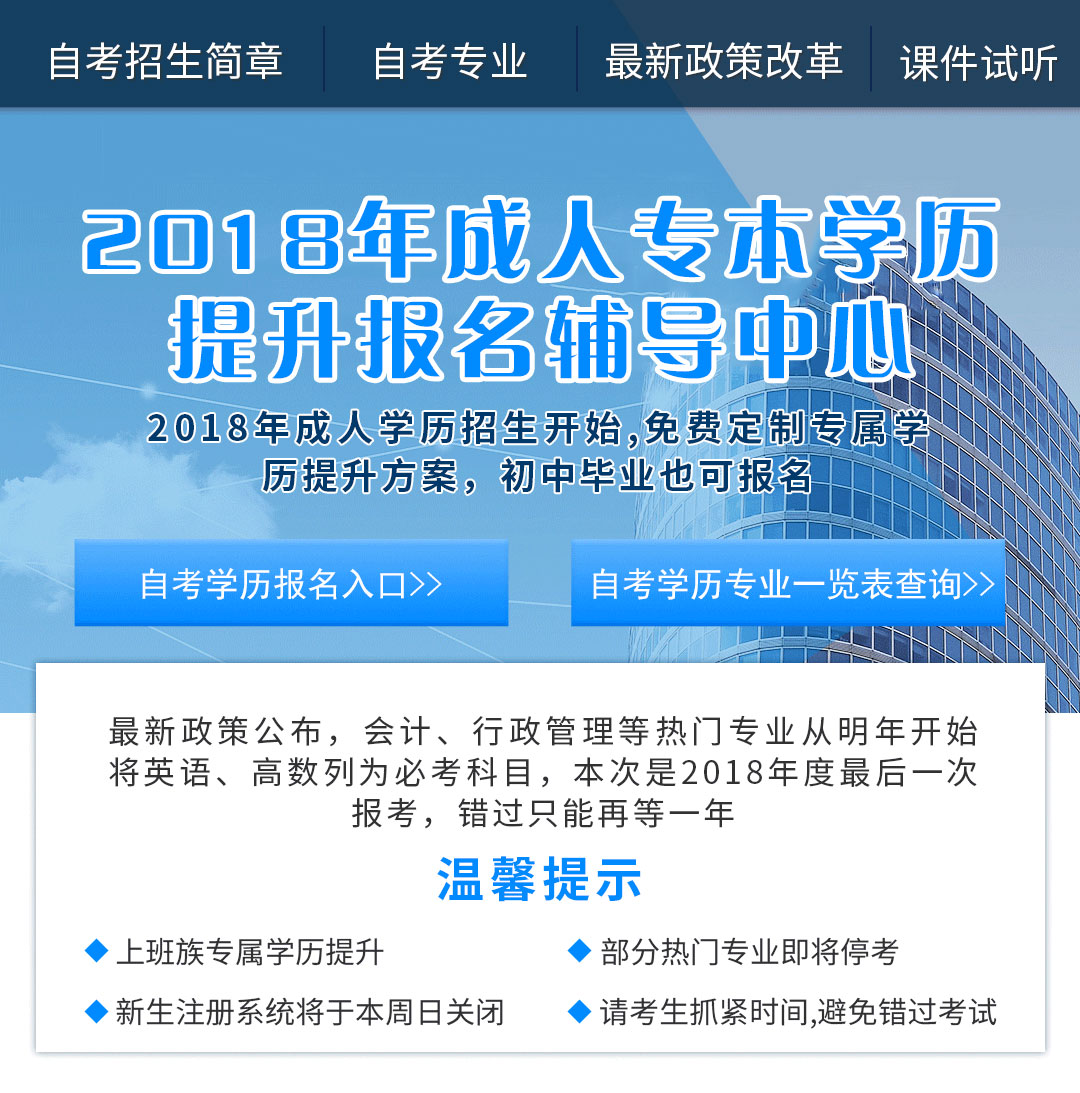 自考招生简章 自考专业 最新政策改革 课件试听
2018年成人专本学历
提升报名辅导中心
2018年成人学历招生开始,免费定制专属学
历提升方案，初中毕业也可报名
自考学历报名入口>> 自考学历专业一览表查询>>
最新政策公布，会计、行政管理等热门专业从明年开始
将英语、高数列为必考科目，本次是2018年度最后一次
报考，错过只能再等一年
温馨提示
上班族专属学历提升 部分热门专业即将停考
新生注册系统将于本周日关闭 请考生抓紧时间,避免错过考试